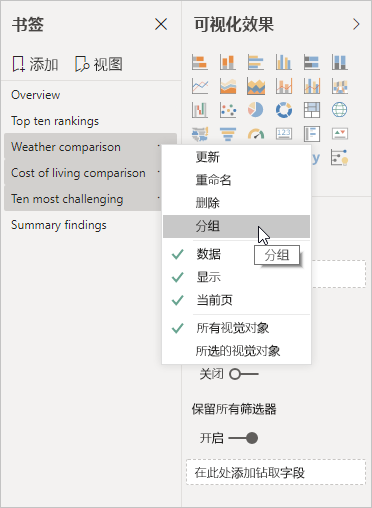 书签
可视化效果
添加
视图
Overview
Top ten rankings
Weather comparison
Cost of living comparison
Ten most challenging
Summary findings
123
更新
重命名
删除
分组
分组
数据
显示
当前页
所有视觉对象
所选的视觉对象
关闭
保留所有筛选器
开启
在此处添加钻取字段